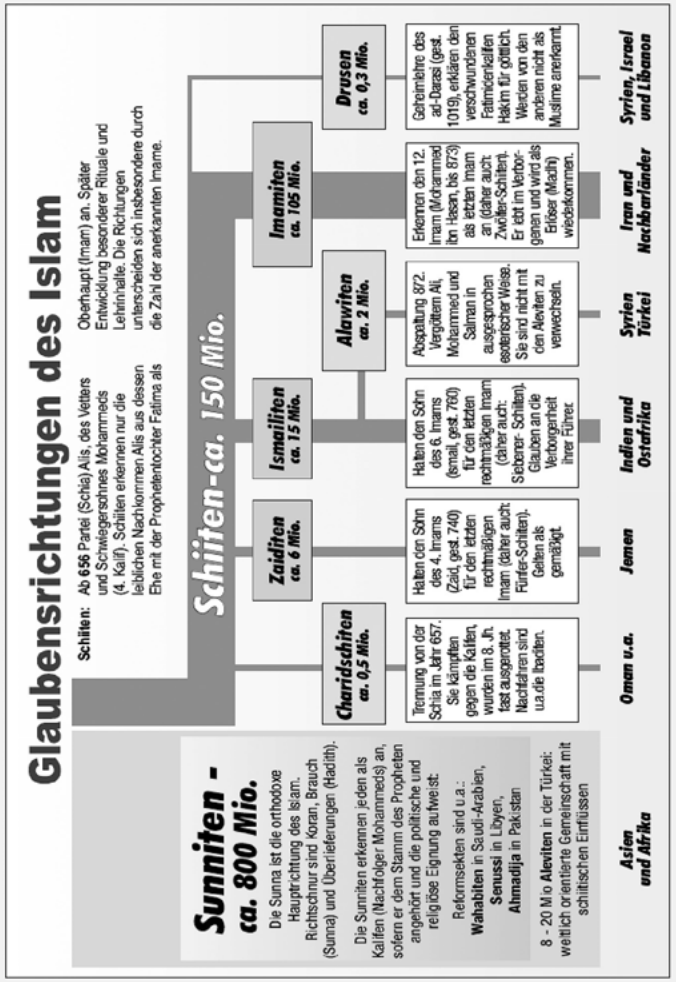 Glaubensrichtungen des Islam
Schiiten: Ab 656 Partei (Schia) Alis, des Vetters
und Schwiegersohnes Mohammeds
(4. Kalif). Schiiten erkennen nur die
leiblichen Nachkommen Alis aus dessen
Ehe mit der Prophetentochter Fatima als
Oberhaupt (Imam) an. Später
Entwicklung besonderer Rituale und
Lehrinhalte. Die Richtungen
unterscheiden sich insbesondere durch
die Zahl der anerkannten Imame.
Sunniten -
ca. 800 Mio.
Die Sunna ist die orthodoxe
Hauptrichtung des Islam.
Richtschnur sind Koran, Brauch
(Sunna) und Überlieferungen (Hadith).
Die Sunniten erkennen jeden als
Kalifen (Nachfolger Mohammeds) an,
sofern er dem Stamm des Propheten
angehört und die politische und
religiöse Eignung aufweist:
Reformsekten sind u.a.:
Wahabiten in Saudi-Arabien,
Senussi in Libyen,
Ahmadija in Pakistan
8 - 20 Mio Aleviten in der Türkei:
weltlich orientierte Gemeinschaft mit
schiitischen Einflüssen
Asien
und Afrika
Schiiten-ca. 150 Mio.
Charidschiten
ca. 0,5 Mio.
Trennung von der
Schia im Jahr 657.
Sie kämpften
gegen die Kalifen,
wurden im 8. Jh.
fast ausgerottet.
Nachfahren sind
u.a.die Ibaditen.
Oman u.a.
Zaiditen
ca. 6 Mio.
Halten den Sohn
des 4. Imams
(Zaid, gest. 740)
für den letzten
rechtmäßigen
Imam (daher auch:
Fünfer-Schiiten).
Gelten als
gemäßigt.
Jemen
Ismailiten
ca. 15 Mio.
Halten den Sohn
des 6. Imams
(Ismail, gest. 760)
für den letzten
rechtmäßigen Imam
(daher auch:
Siebener- Schiiten).
Glauben an die
Verborgenheit
ihrer Führer.
Indien und
Ostafrika
Alawiten
ca. 2 Mio.
Abspaltung 872.
Vergöttern Ali,
Mohammed und
Salman in
ausgesprochen
esoterischer Weise.
Sie sind nicht mit
den Aleviten zu
verwechseln.
Syrien
Türkei
Imamiten
ca. 105 Mio.
Erkennen den 12.
Imam (Mohammed
ibn Hasan, bis 873)
als letzten Imam
an (daher auch:
Zwölfer-Schiiten).
Er lebt im Verbor-
genen und wird als
Erlöser (Machi)
wiederkommen.
Iran und
Nachbarländer
Drusen
ca. 0,3 Mio.
Geheimlehre des
ad-Darasi (gest.
1019), erklären den
verschwundenen
Fatimidenkalifen
Hakim für göttlich.
Werden von den
anderen nicht als
Muslime anerkannt.
Syrien, Israel
und Libanon